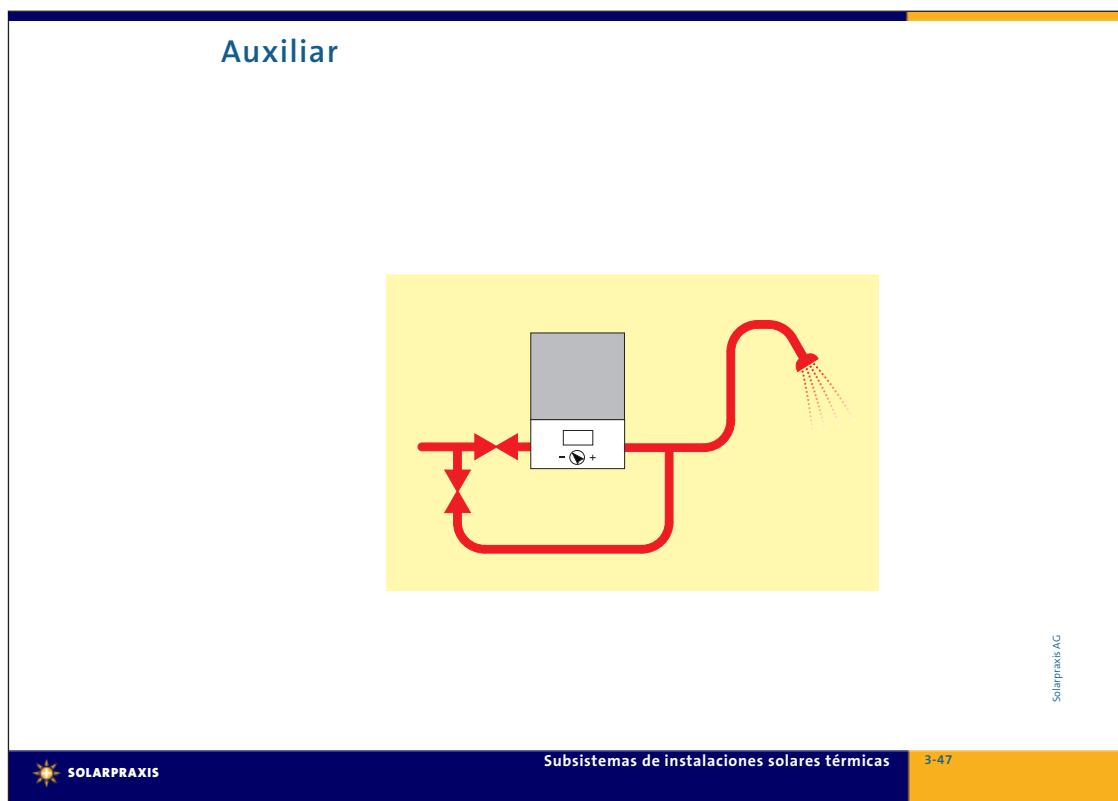 Auxiliar
- +
Solarpraxis AG
SOLARPRAXIS
Subsistemas de instalaciones solares térmicas
3-47